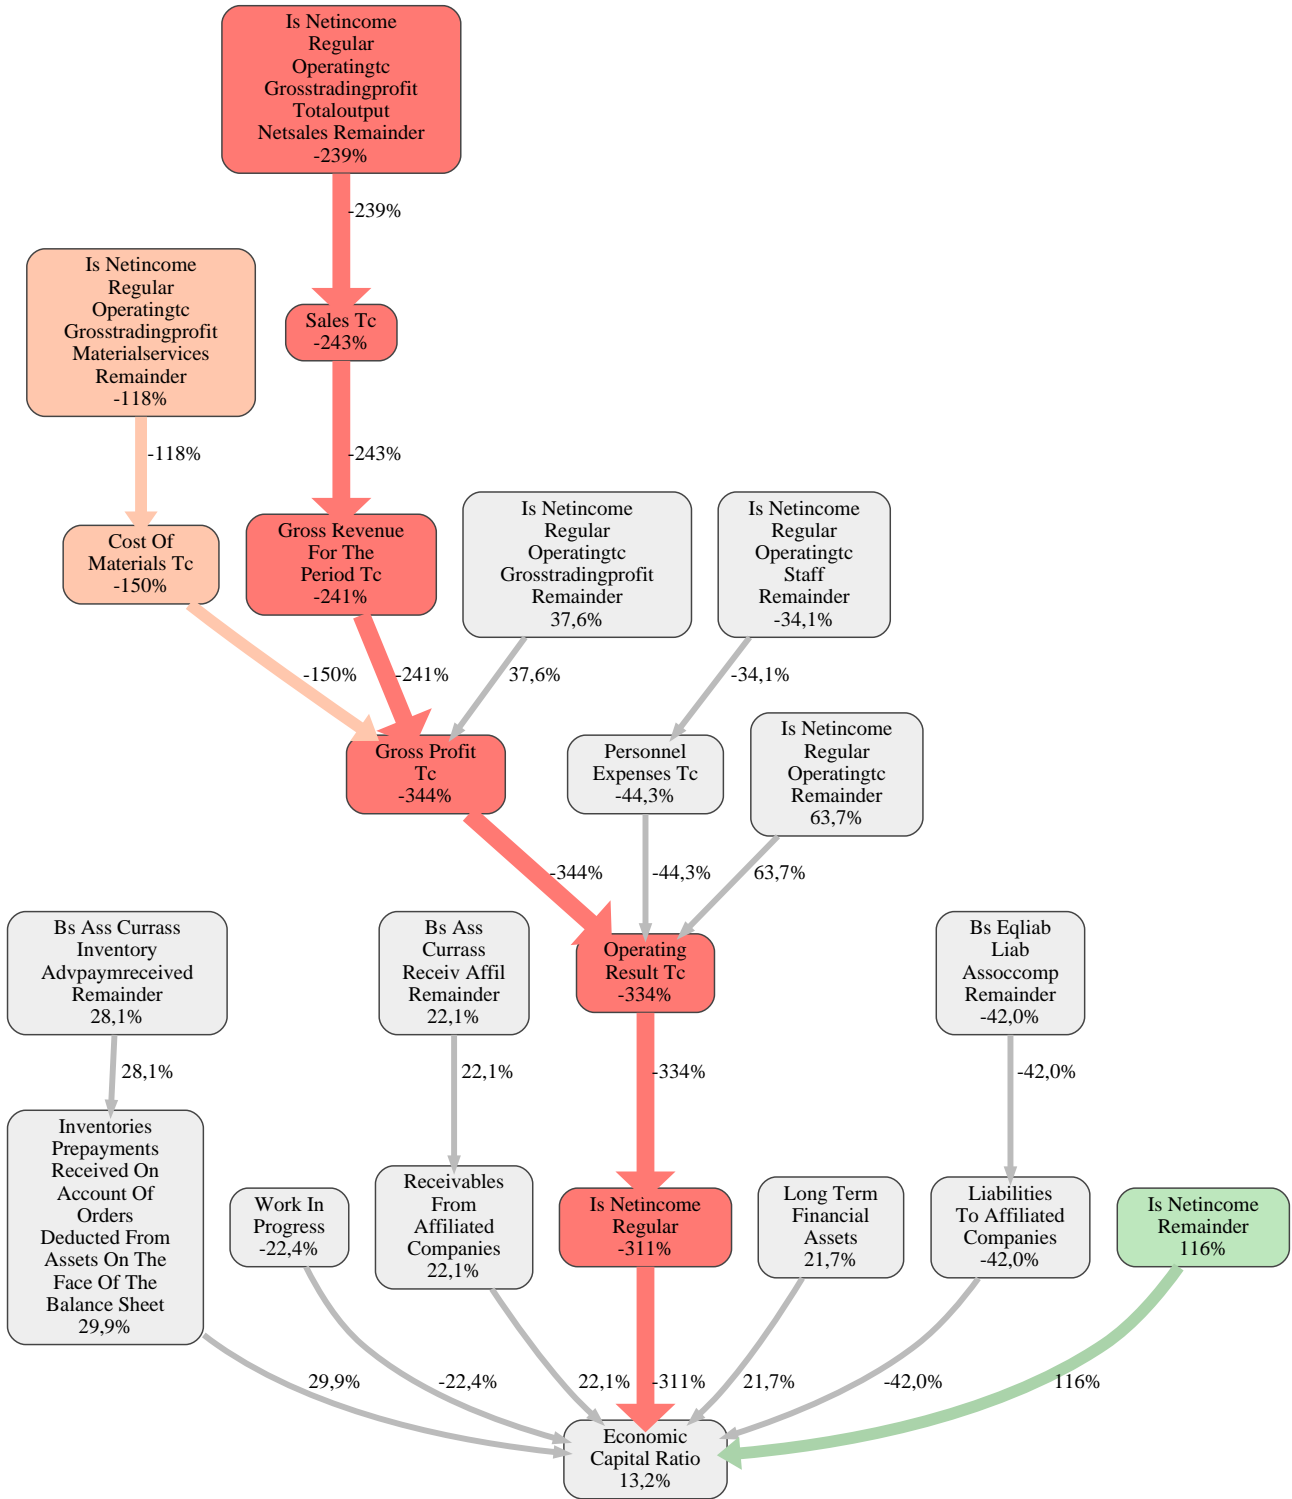 Is Netincome
Regular
Operatingtc
Grosstradingprofit
Totaloutput
Netsales Remainder
-239%
-239%
Is Netincome
Regular
Operatingtc
Grosstradingprofit
Materialservices
Remainder
-118%
Sales Tc
-243%
-118%
-243%
Cost Of
Materials Tc
-150%
Gross Revenue
For The
Period Tc
-241%
Is Netincome
Regular
Operatingtc
Grosstradingprofit
Remainder
37,6%
Is Netincome
Regular
Operatingtc
Staff
Remainder
-34,1%
-150%
-241%
37,6%
-34,1%
Gross Profit
Tc
-344%
Personnel
Expenses Tc
-44,3%
Is Netincome
Regular
Operatingtc
Remainder
63,7%
-344%
-44,3%
63,7%
Bs Ass Currass
Inventory
Advpaymreceived
Remainder
28,1%
Bs Ass
Currass
Receiv Affil
Remainder
22,1%
Operating
Result Tc
-334%
Bs Eqliab
Liab
Assoccomp
Remainder
-42,0%
28,1%
22,1%
-334%
-42,0%
Inventories
Prepayments
Received On
Account Of
Orders
Deducted From
Assets On The
Face Of The
Balance Sheet
29,9%
Work In
Progress
-22,4%
Receivables
From
Affiliated
Companies
22,1%
Is Netincome
Regular
-311%
Long Term
Financial
Assets
21,7%
Liabilities
To Affiliated
Companies
-42,0%
Is Netincome
Remainder
116%
29,9%
-22,4%
22,1%
-311%
21,7%
-42,0%
116%
Economic
Capital Ratio
13,2%